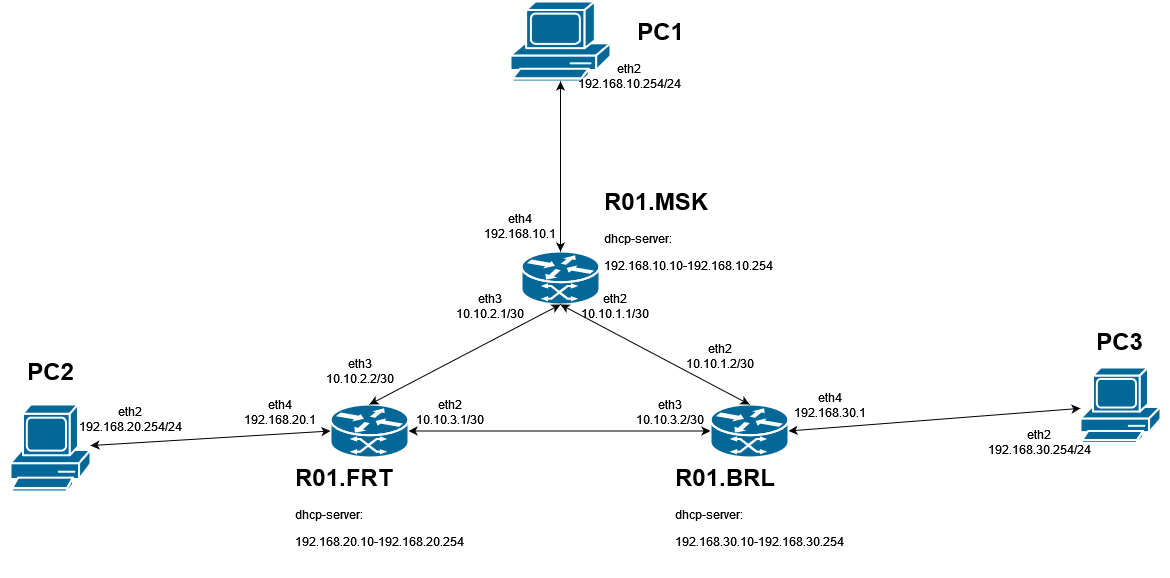 PC1
eth2
192.168.10.254/24
R01.MSK
eth4
192.168.10.1
dhcp-server:
192.168.10.10-192.168.10.254
eth3
10.10.2.1/30
eth2
10.10.1.1/30
PC3
eth2
10.10.1.2/30
eth3
10.10.2.2/30
PC2
eth2
192.168.20.254/24
eth4
192.168.20.1
eth2
10.10.3.1/30
eth3
10.10.3.2/30
eth4
192.168.30.1
eth2
192.168.30.254/24
R01.FRT
R01.BRL
dhcp-server:
192.168.20.10-192.168.20.254
dhcp-server:
192.168.30.10-192.168.30.254